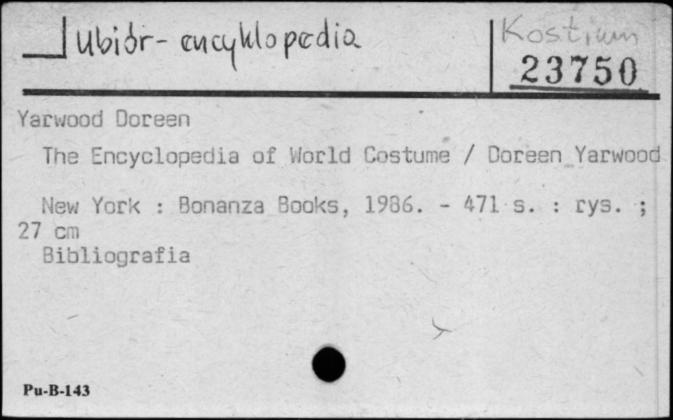 Ubiór - encyklopedia
Kostium
23750
Yarwood Doreen
The Encyclopedia of World Costume / Doreen Yarwood
New York : Bonanza Books, 1986. - 471 s. : rys. ;
27 cm
Bibliografia
Pu-B-143